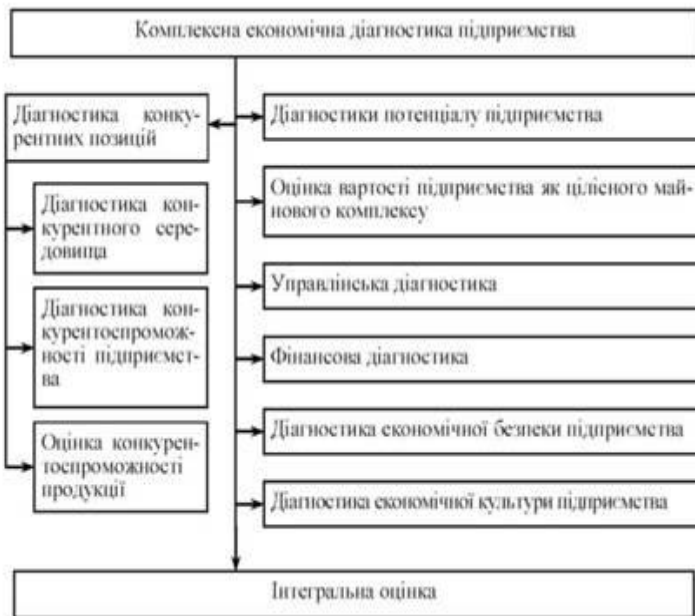 Комплексна економічна діагностика підприємства
Діагностика конку-
рентних позицій
Діагностика кон-
курентного сере-
довища
Діагностика кон-
курентоспромож-
ності підприємст-
ва
Оцінка конкурен-
тоспроможності
продукції
Діагностики потенціалу підприємства
Оцінка вартості підприємства як цілісного май-
нового комплексу
Управлінська діагностика
Фінансова діагностика
Діагностика економічної безпеки підприємства
Діагностика економічної культури підприємства
Інтегральна оцінка